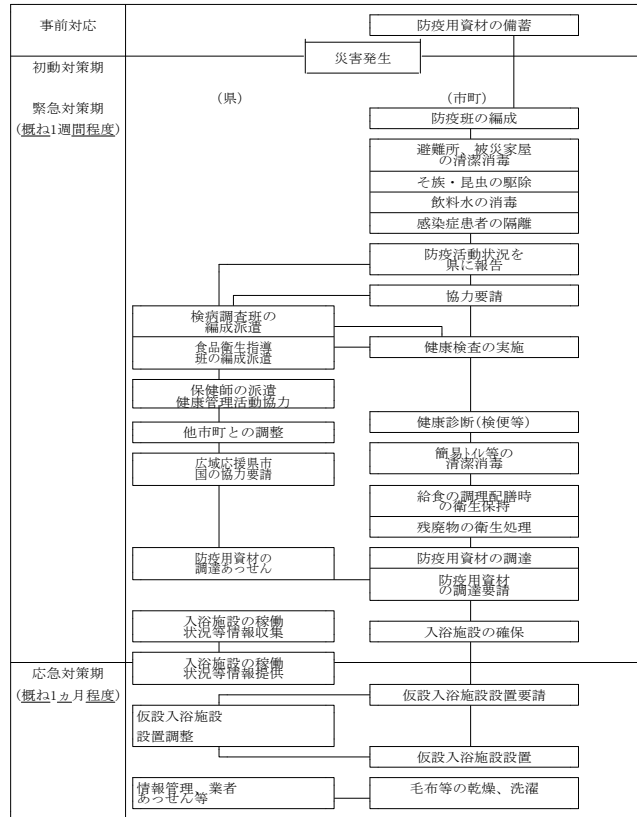 事前対応
防疫用資材の備蓄
災害発生
初動対策期
緊急対策期
(概ね1週間程度)
(県)
(市町)
防疫班の編成
避難所、被災家屋
の清潔消毒
そ族・昆虫の駆除
飲料水の消毒
感染症患者の隔離
防疫活動状況を
県に報告
協力要請
検病調査班の
編成派遣
食品衛生指導
班の編成派遣
健康検査の実施
保健師の派遣
健康管理活動協力
他市町との調整
健康診断(検便等)
広域応援県市
国の協力要請
簡易トイレ等の
清潔消毒
給食の調理配膳時
の衛生保持
残廃物の衛生処理
防疫用資材の
調達あっせん
防疫用資材の調達
防疫用資材
の調達要請
入浴施設の稼働
状況等情報収集
入浴施設の確保
応急対策期
(概ね1ヵ月程度)
入浴施設の稼働
状況等情報提供
仮設入浴施設設置要請
仮設入浴施設
設置調整
仮設入浴施設設置
情報管理、業者
あっせん等
毛布等の乾燥、洗濯